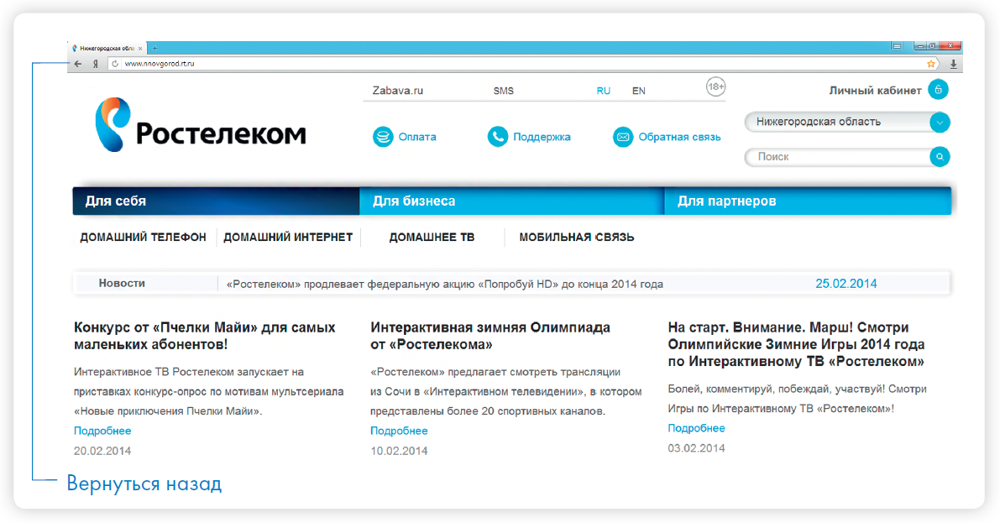 Нижегородская обла
www.nnovgorod.rt.ru
Zabava.ru SMS RU EN 18+
Личный кабинет
Ростелеком
Оплата Поддержка Обратная связь
Нижегородская область
Поиск
Для себя Для бизнеса Для партнеров
ДОМАШНИЙ ТЕЛЕФОН ДОМАШНИЙ ИНТЕРНЕТ ДОМАШНЕЕ ТВ МОБИЛЬНАЯ СВЯЗЬ
Новости «Ростелеком» продлевает федеральную акцию «Попробуй HD» до конца 2014 года 25.02.2014
Конкурс от «Пчелки Майи» для самых
маленьких абонентов!
Интерактивное ТВ Ростелеком запускает на
приставках конкурс-опрос по мотивам мультсериала
«Новые приключения Пчелки Майи».
Подробнее
20.02.2014
Интерактивная зимняя Олимпиада
от «Ростелекома»
«Ростелеком» предлагает смотреть трансляции
из Сочи в «Интерактивном телевидении», в котором
представлены более 20 спортивных каналов.
Подробнее
10.02.2014
На старт. Внимание. Марш! Смотри
Олимпийские Зимние Игры 2014 года
по Интерактивному ТВ «Ростелеком»
Болей, комментируй, побеждай, участвуй! Смотри
Игры по Интерактивному ТВ «Ростелеком»!
Подробнее
03.02.2014
Вернуться назад